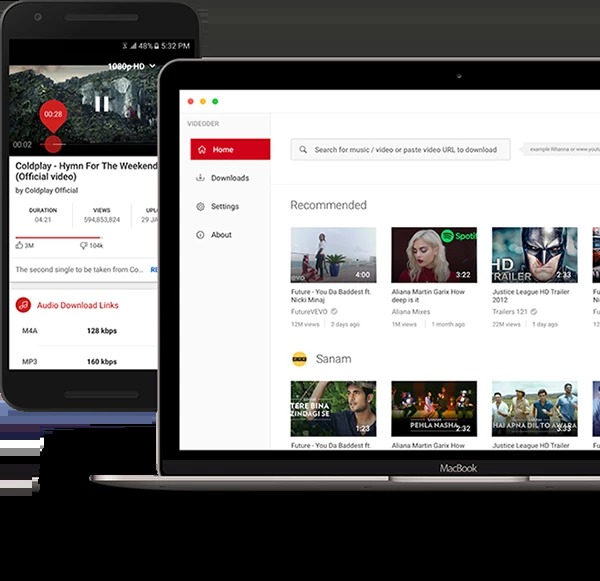 48% 5:32 PM
1080p HD
00:28
00:02
Coldplay - Hymn For The Weekend
(Official video)
by Coldplay Official
DURATION VIEWS
04:21 594,853,824 29 JA
3M 104k
The second single to be taken from Co...
Audio Download Links
M4A 128 kbps
MP3 160 kbps
VIDEODER
Home
Downloads
Settings
About
Search for music / video or paste video URL to download
example Rihanna or www.youtu
Recommended
4:00
Spotif
3:22
HD
TRAILER
2:33
Future - You Da Baddest ft.
Nicki Minaj
FutureVEVO
12M views 2 days ago
Aliana Martin Garix How
deep is it
Aliana Mixes
1M views 1 month ago
Justice League HD Trailer
2012
Trailers 121
22M views 1 day ago
Sanam
TERE BINA
ZINDAGI SE
1:23
PEHLA NASHA
2:32
HAI APNA DIL TO AWARA
3:33
Future - You Da Baddest ft.
Aliana Martin Garix How
Justice League HD Trailer
MacBook